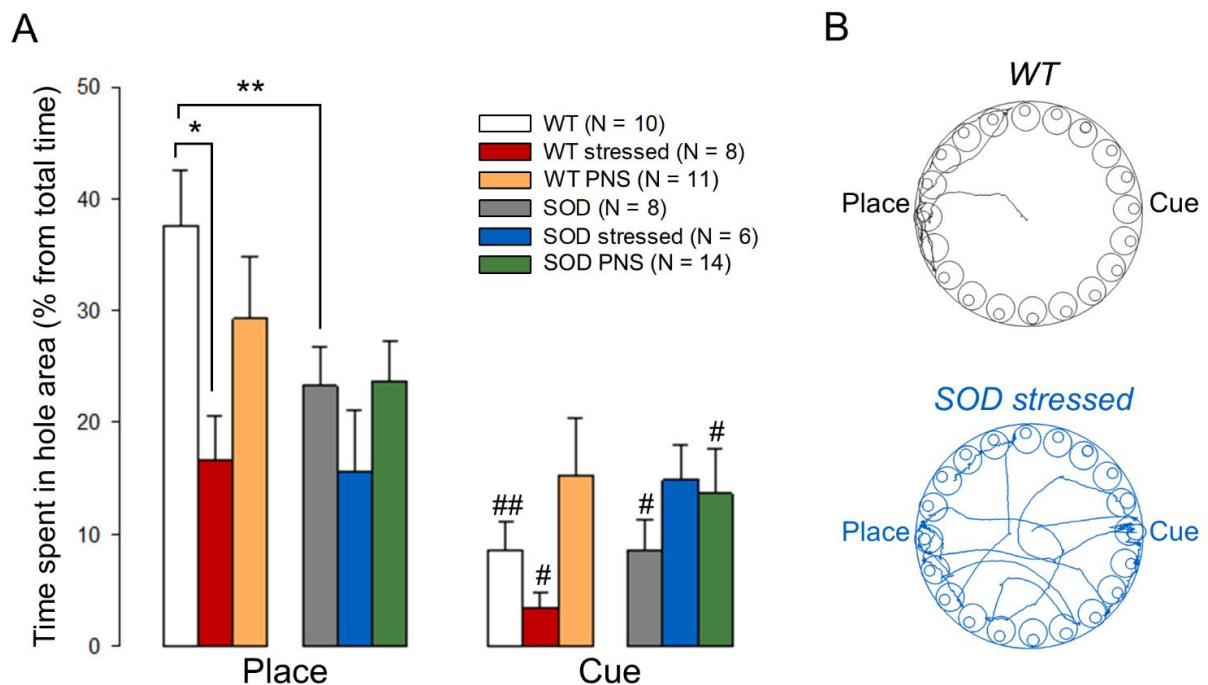 A
B
Time spent in hole area (% from total time)
50
40
30
20
10
0
**
*
WT (N = 10)
WT stressed (N = 8)
WT PNS (N = 11)
SOD (N = 8)
SOD stressed (N = 6)
SOD PNS (N = 14)
##
#
#
#
Place
Cue
WT
Place
Cue
SOD stressed
Place
Cue